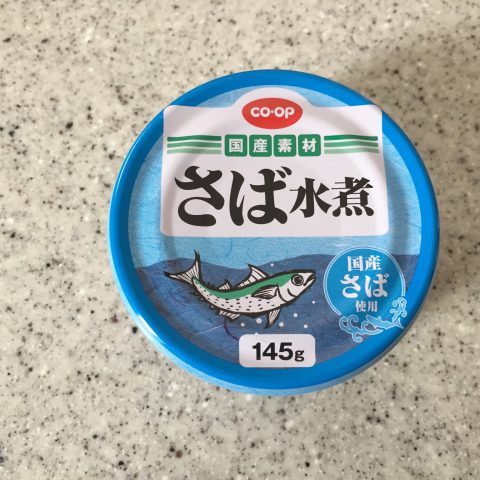 CO·OP
国産素材
さば水煮
国産
さば
使用
145g